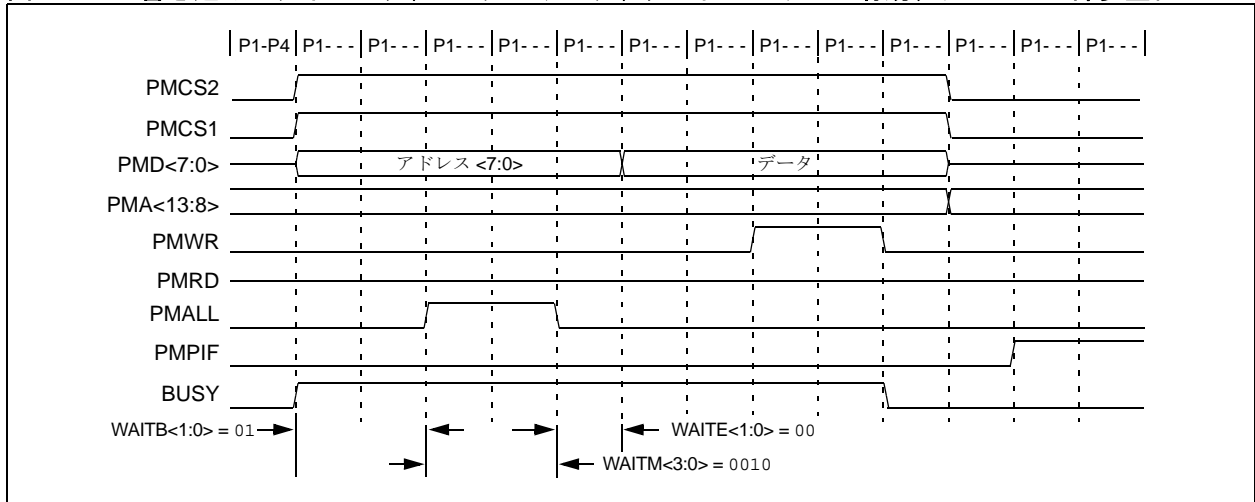 P1-P4 P1- - - P1- - - P1- - - P1- - - P1- - - P1- - - P1- - - P1- - - P1- - - P1- - - P1- - - P1- - - P1- - -
PMCS2
PMCS1
PMD<7:0> アドレス <7:0> データ
PMA<13:8>
PMWR
PMRD
PMALL
PMPIF
BUSY
WAITB<1:0> = 01 WAITE<1:0> = 00
WAITM<3:0> = 0010